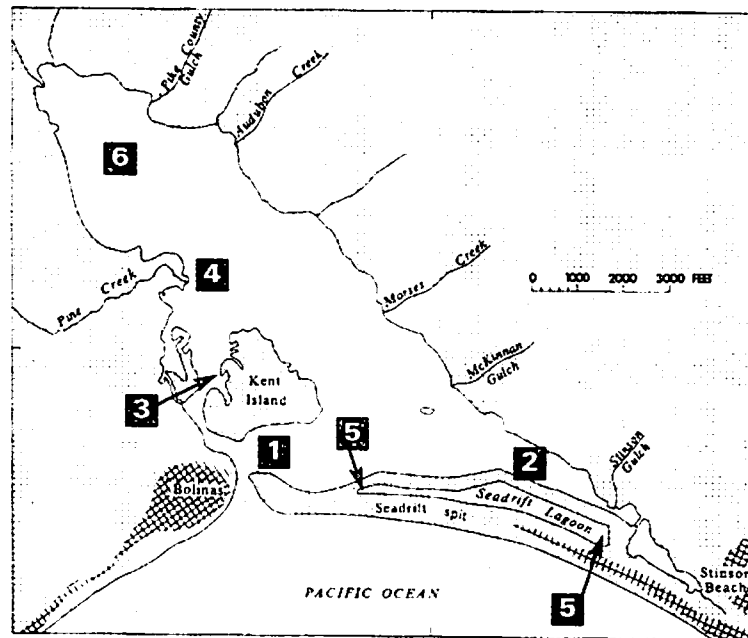 Pike County
Gulch
Audubon Creek
6
4
Pine Creek
Morses Creek
0 1000 2000 3000 FEET
McKinnan
Gulch
3
Kent
Island
1
5
2
Stinson
Gulch
Bolinas
Seadrift Lagoon
Seadrift spit
Stinson
Beach
5
PACIFIC OCEAN